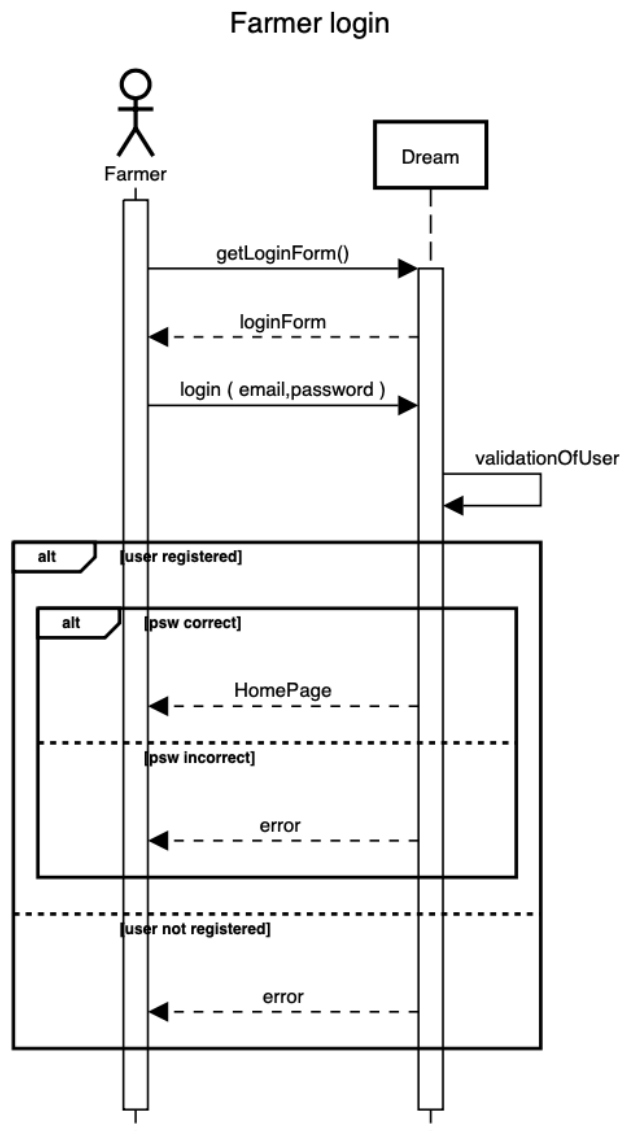 Farmer login
Farmer
Dream
getLoginForm()
loginForm
login ( email,password )
validationOfUser
alt [user registered]
alt [psw correct]
HomePage
[psw incorrect]
error
[user not registered]
error